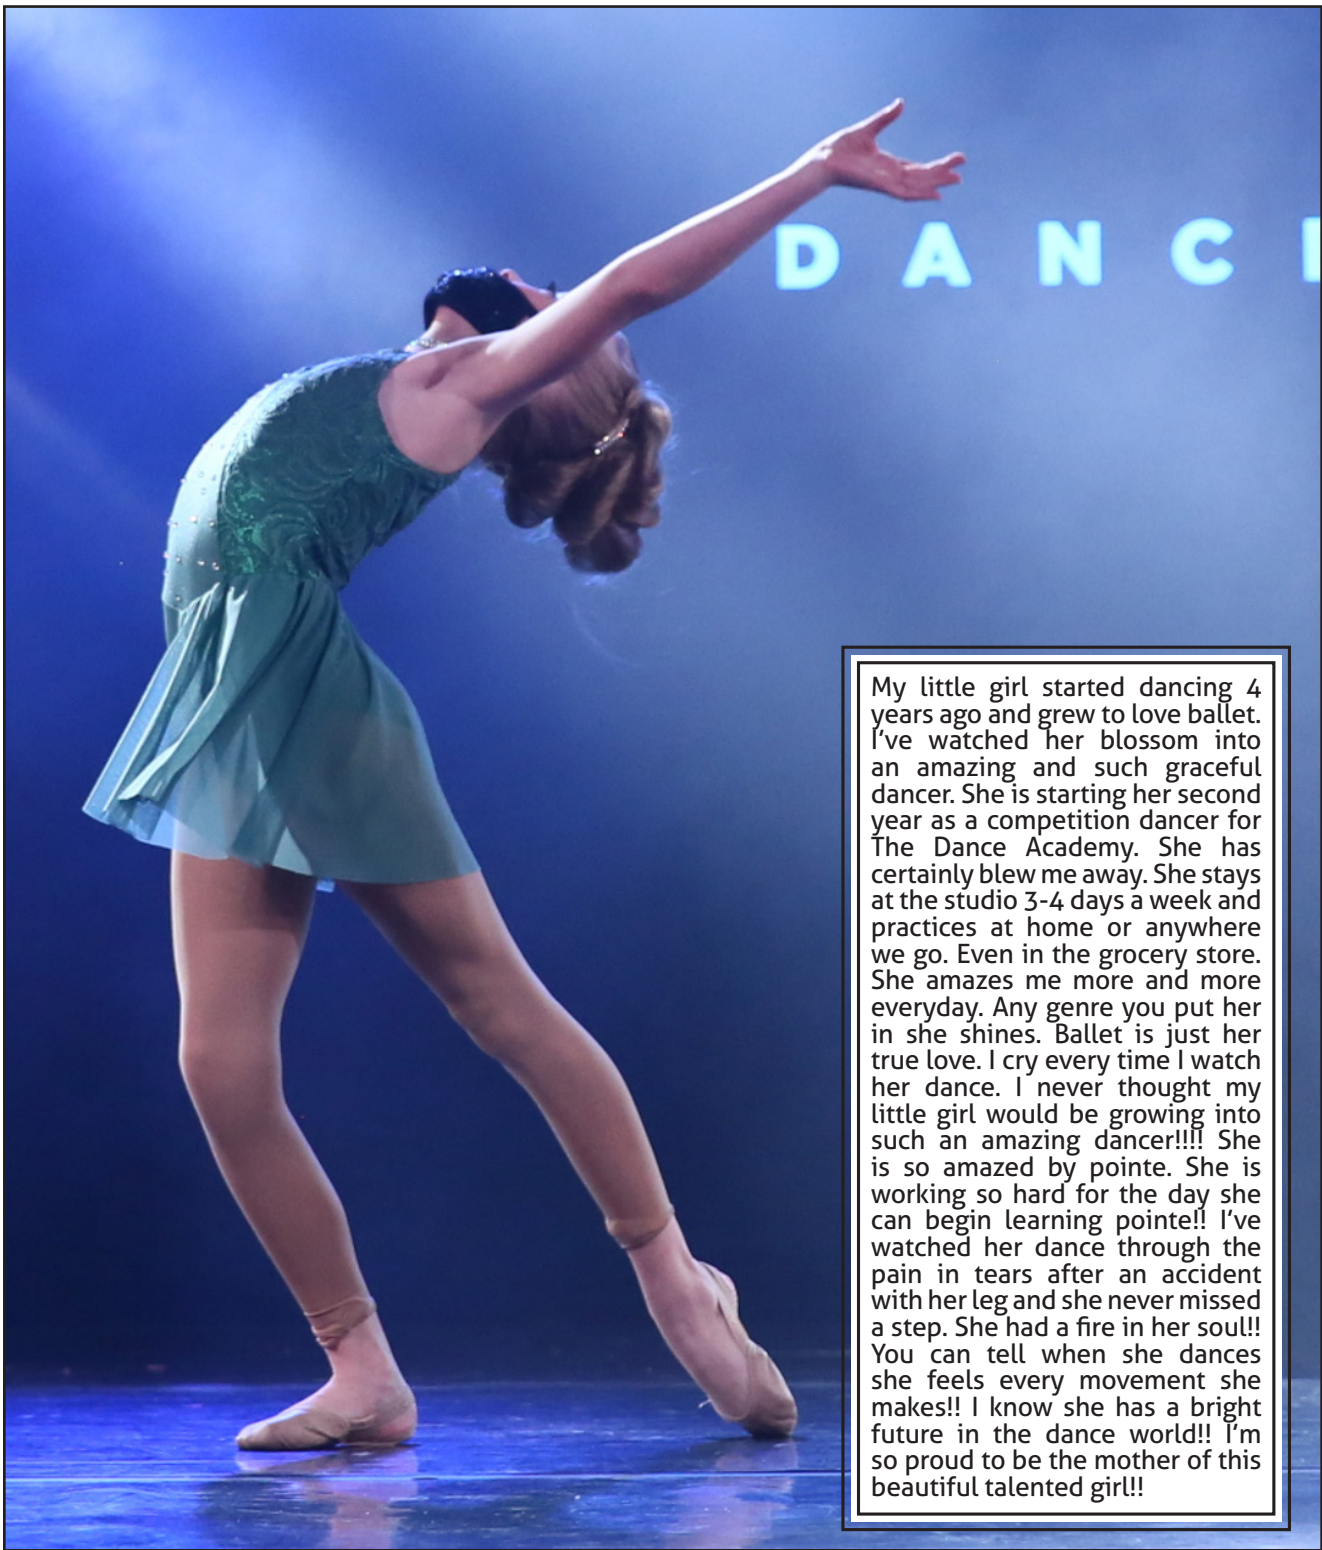 DANC
My little girl started dancing 4
years ago and grew to love ballet.
I've watched her blossom into
an amazing and such graceful
dancer. She is starting her second
year as a competition dancer for
The Dance Academy. She has
certainly blew me away. She stays
at the studio 3-4 days a week and
practices at home or anywhere
we go. Even in the grocery store.
She amazes me more and more
everyday. Any genre you put her
in she shines. Ballet is just her
true love. I cry every time I watch
her dance. I never thought my
little girl would be growing into
such an amazing dancer!!!! She
is so amazed by pointe. She is
working so hard for the day she
can begin learning pointe!! I've
watched her dance through the
pain in tears after an accident
with her leg and she never missed
a step. She had a fire in her soul!!
You can tell when she dances
she feels every movement she
makes!! I know she has a bright
future in the dance world!! I'm
so proud to be the mother of this
beautiful talented girl!!